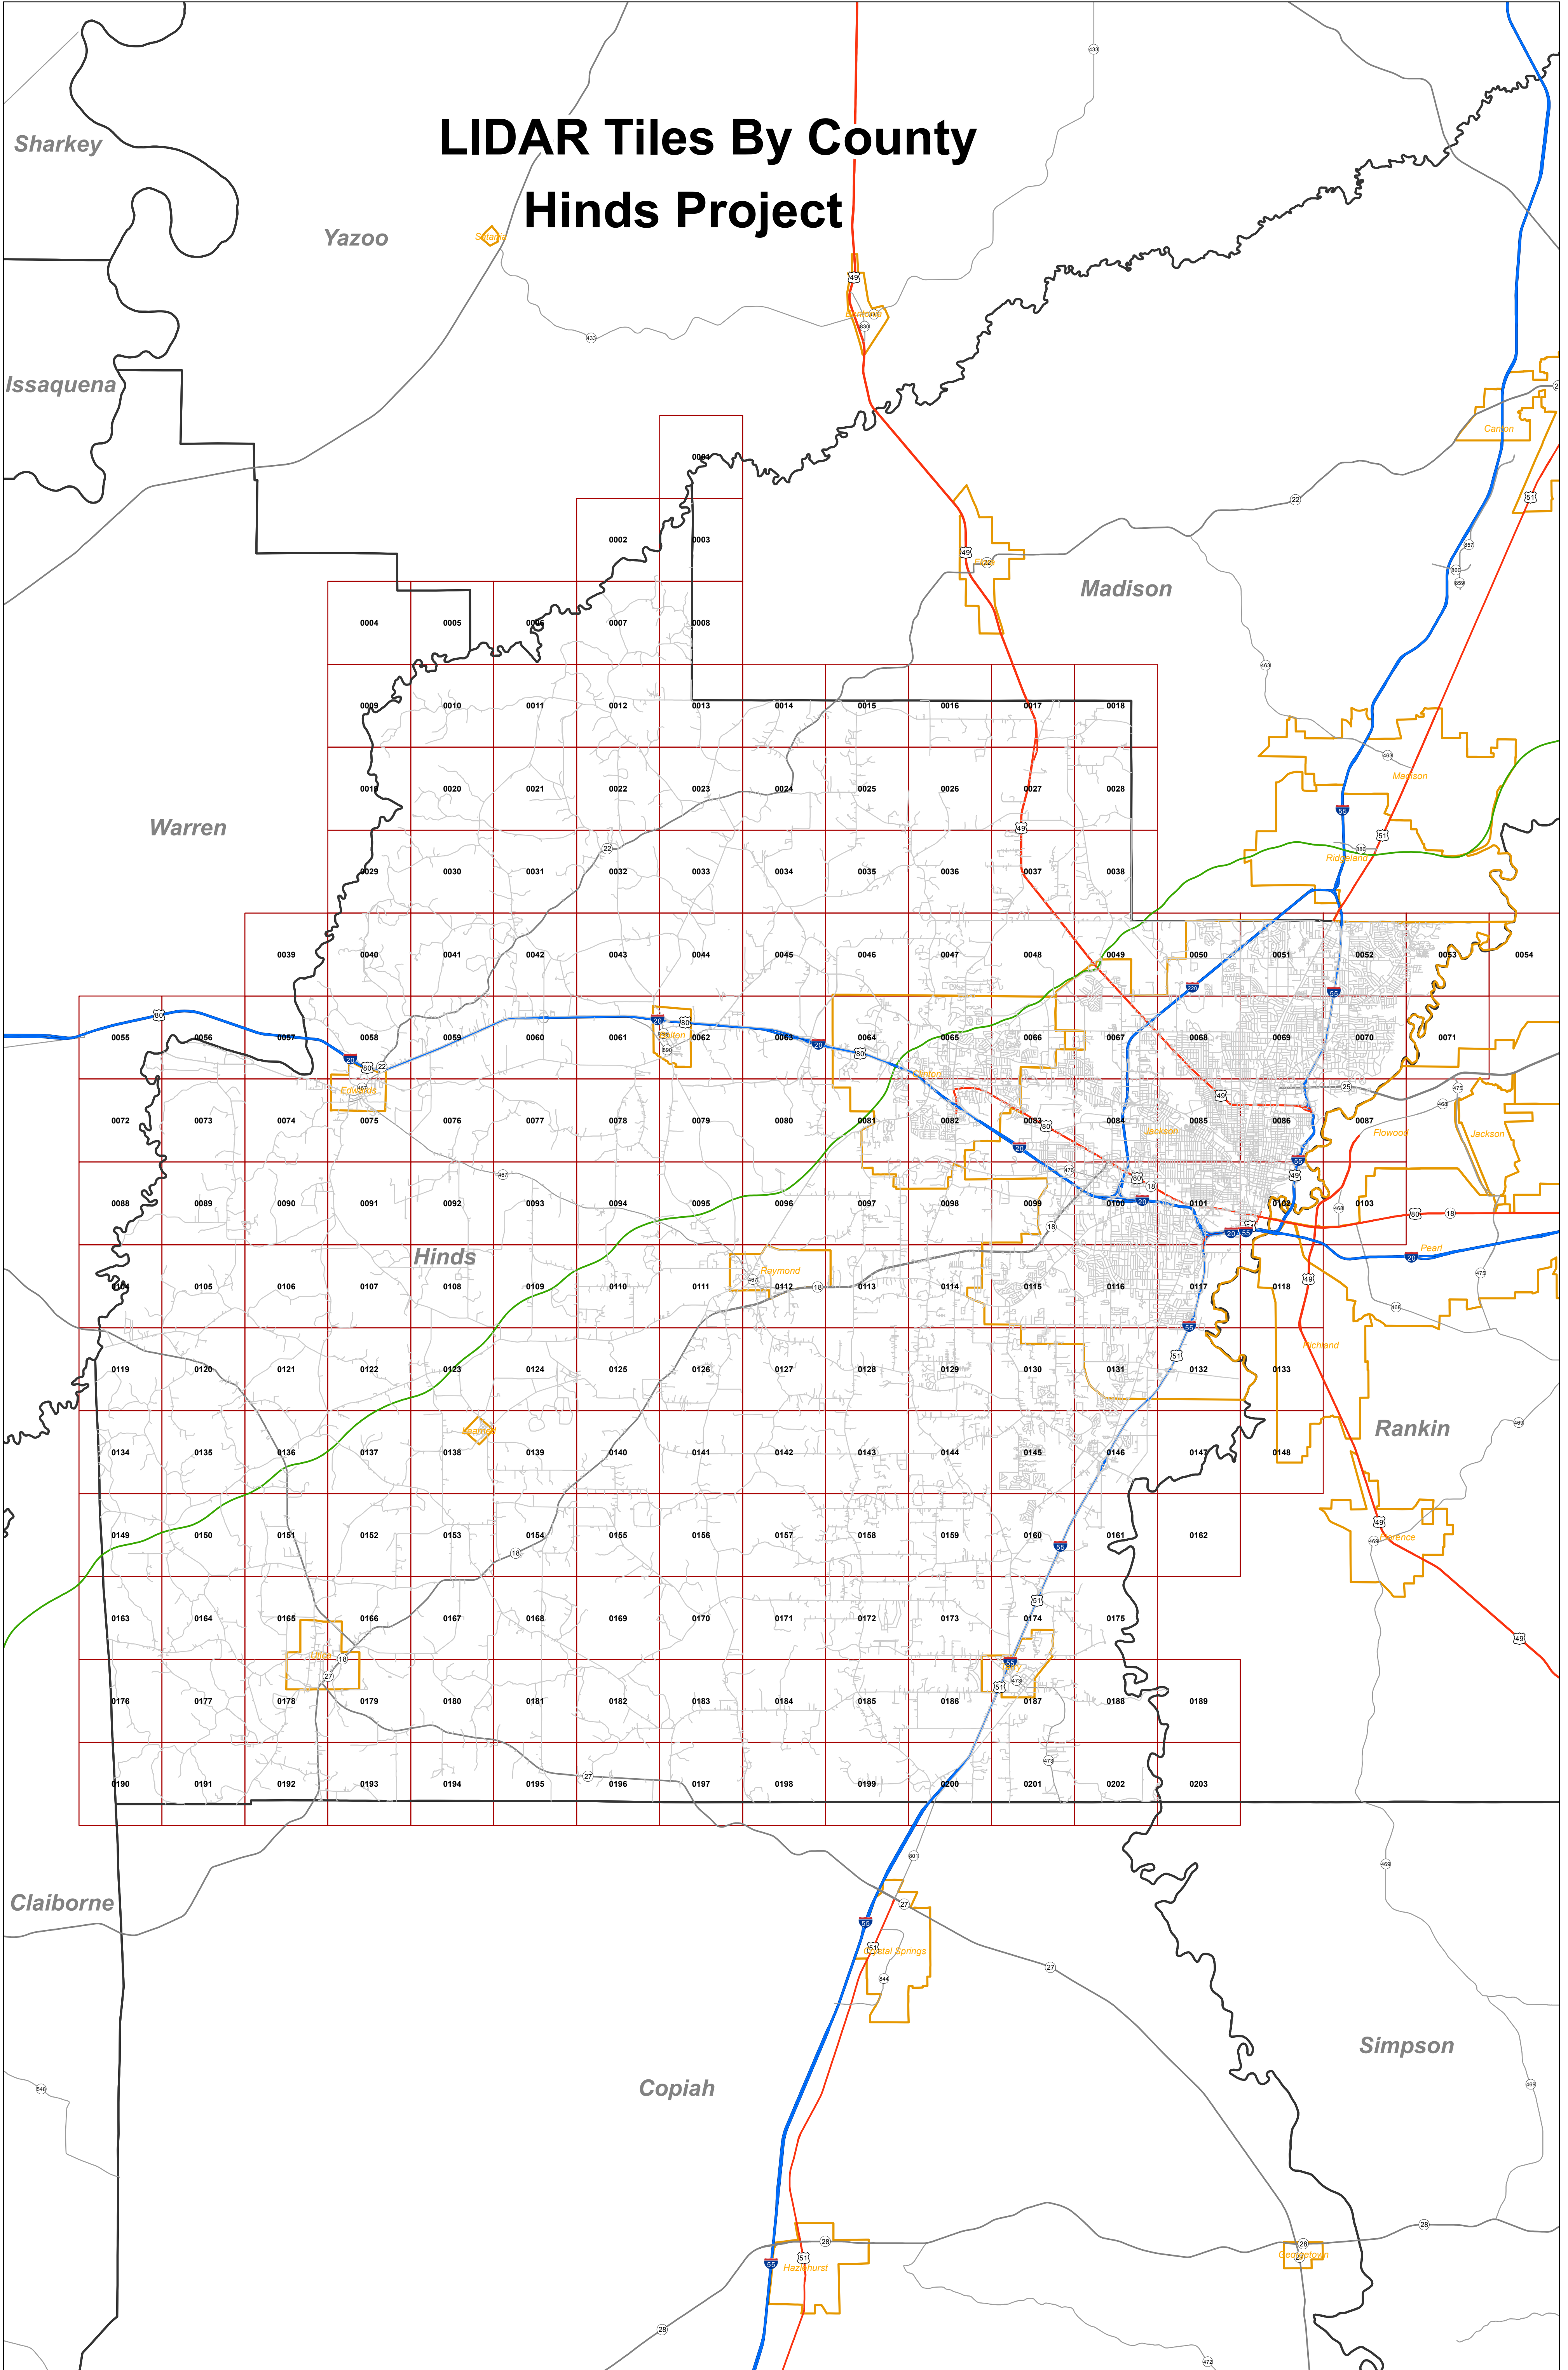 LIDAR Tiles By County
Hinds Project
Sharkey
Yazoo
Issaquena
Madison
Warren
Hinds
Rankin
Claiborne
Copiah
Simpson
Canton
Madison
Ridgeland
Edwards
Jackson
Flowood
Jackson
Pearl
Raymond
Richland
Florence
Crystal Springs
Hazlehurst
Georgetown
0001
0002 0003
0004 0005 0006 0007 0008
0009 0010 0011 0012 0013 0014 0015 0016 0017 0018
0019 0020 0021 0022 0023 0024 0025 0026 0027 0028
0029 0030 0031 0032 0033 0034 0035 0036 0037 0038
0039 0040 0041 0042 0043 0044 0045 0046 0047 0048 0049 0050 0051 0052 0053 0054
0055 0056 0057 0058 0059 0060 0061 0062 0063 0064 0065 0066 0067 0068 0069 0070 0071
0072 0073 0074 0075 0076 0077 0078 0079 0080 0081 0082 0083 0084 0085 0086 0087
0088 0089 0090 0091 0092 0093 0094 0095 0096 0097 0098 0099 0100 0101 0102 0103
0104 0105 0106 0107 0108 0109 0110 0111 0112 0113 0114 0115 0116 0117 0118
0119 0120 0121 0122 0123 0124 0125 0126 0127 0128 0129 0130 0131 0132 0133
0134 0135 0136 0137 0138 0139 0140 0141 0142 0143 0144 0145 0146 0147 0148
0149 0150 0151 0152 0153 0154 0155 0156 0157 0158 0159 0160 0161 0162
0163 0164 0165 0166 0167 0168 0169 0170 0171 0172 0173 0174 0175
0176 0177 0178 0179 0180 0181 0182 0183 0184 0185 0186 0187 0188 0189
0190 0191 0192 0193 0194 0195 0196 0197 0198 0199 0200 0201 0202 0203